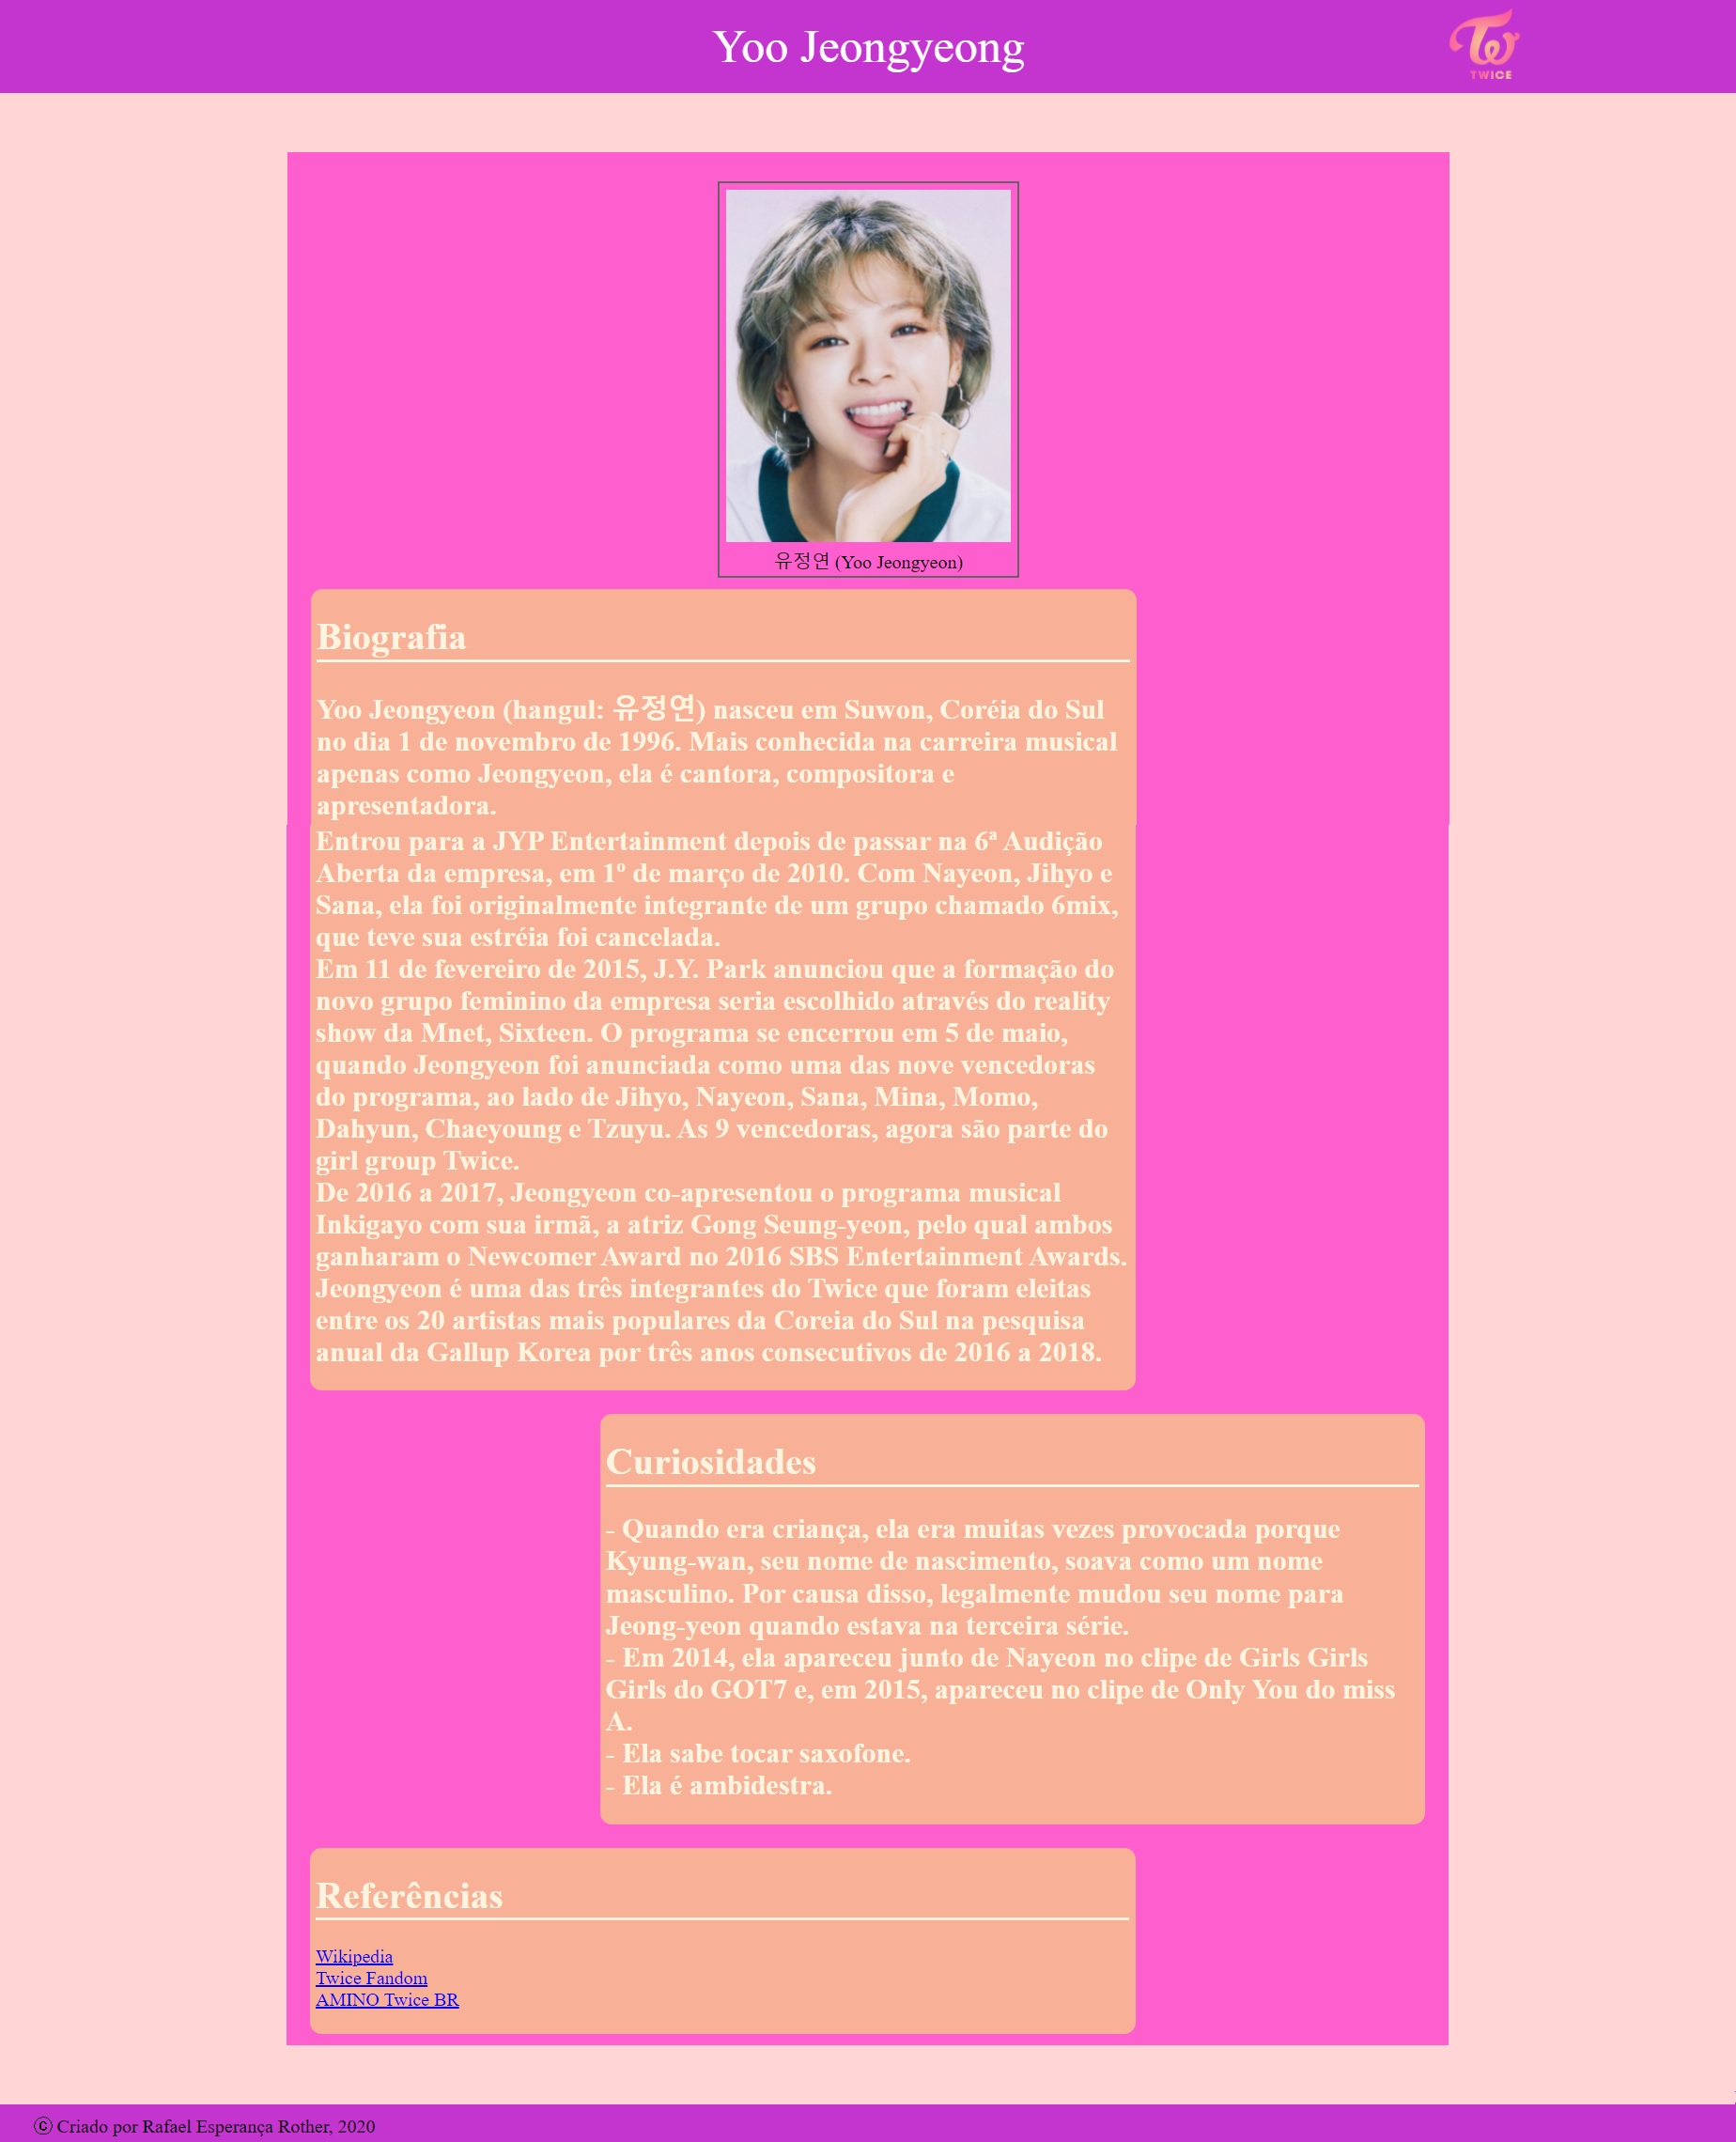 Yoo Jeongyeong
TWICE
유정연 (Yoo Jeongyeon)
Biografia
Yoo Jeongyeon (hangul: 유정연) nasceu em Suwon, Coréia do Sul
no dia 1 de novembro de 1996. Mais conhecida na carreira musical
apenas como Jeongyeon, ela é cantora, compositora e
apresentadora.
Entrou para a JYP Entertainment depois de passar na 6ª Audição
Aberta da empresa, em 1º de março de 2010. Com Nayeon, Jihyo e
Sana, ela foi originalmente integrante de um grupo chamado 6mix,
que teve sua estréia foi cancelada.
Em 11 de fevereiro de 2015, J.Y. Park anunciou que a formação do
novo grupo feminino da empresa seria escolhido através do reality
show da Mnet, Sixteen. O programa se encerrou em 5 de maio,
quando Jeongyeon foi anunciada como uma das nove vencedoras
do programa, ao lado de Jihyo, Nayeon, Sana, Mina, Momo,
Dahyun, Chaeyoung e Tzuyu. As 9 vencedoras, agora são parte do
girl group Twice.
De 2016 a 2017, Jeongyeon co-apresentou o programa musical
Inkigayo com sua irmã, a atriz Gong Seung-yeon, pelo qual ambos
ganharam o Newcomer Award no 2016 SBS Entertainment Awards.
Jeongyeon é uma das três integrantes do Twice que foram eleitas
entre os 20 artistas mais populares da Coreia do Sul na pesquisa
anual da Gallup Korea por três anos consecutivos de 2016 a 2018.
Curiosidades
- Quando era criança, ela era muitas vezes provocada porque
Kyung-wan, seu nome de nascimento, soava como um nome
masculino. Por causa disso, legalmente mudou seu nome para
Jeong-yeon quando estava na terceira série.
- Em 2014, ela apareceu junto de Nayeon no clipe de Girls Girls
Girls do GOT7 e, em 2015, apareceu no clipe de Only You do miss
A.
- Ela sabe tocar saxofone.
- Ela é ambidestra.
Referências
Wikipedia
Twice Fandom
AMINO Twice BR
ⓒ Criado por Rafael Esperança Rother, 2020